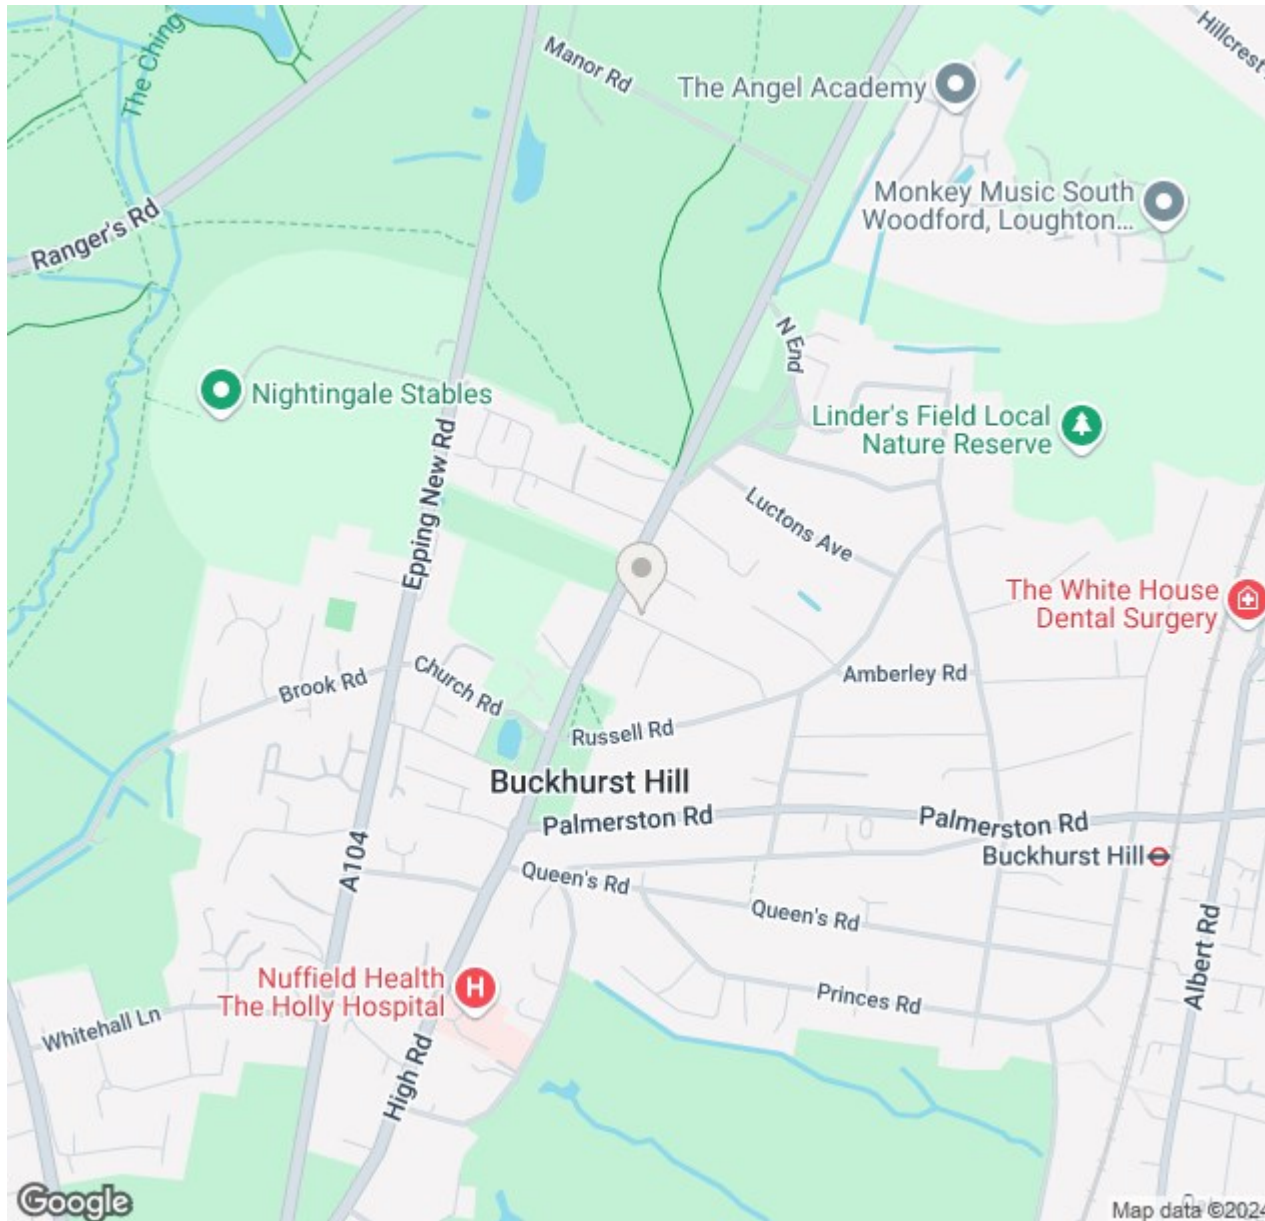 Hillcrest
Manor Rd
The Ching
The Angel Academy
Monkey Music South
Woodford, Loughton...
Ranger's Rd
N End
Nightingale Stables
Linder's Field Local
Nature Reserve
Epping New Rd
Luctons Ave
The White House
Dental Surgery
Brook Rd
Church Rd
Amberley Rd
Russell Rd
Buckhurst Hill
Palmerston Rd
Palmerston Rd
A104
Buckhurst Hill
Queen's Rd
Queen's Rd
Albert Rd
Nuffield Health
The Holly Hospital
H
Princes Rd
Whitehall Ln
High Rd
Google
Map data ©2024